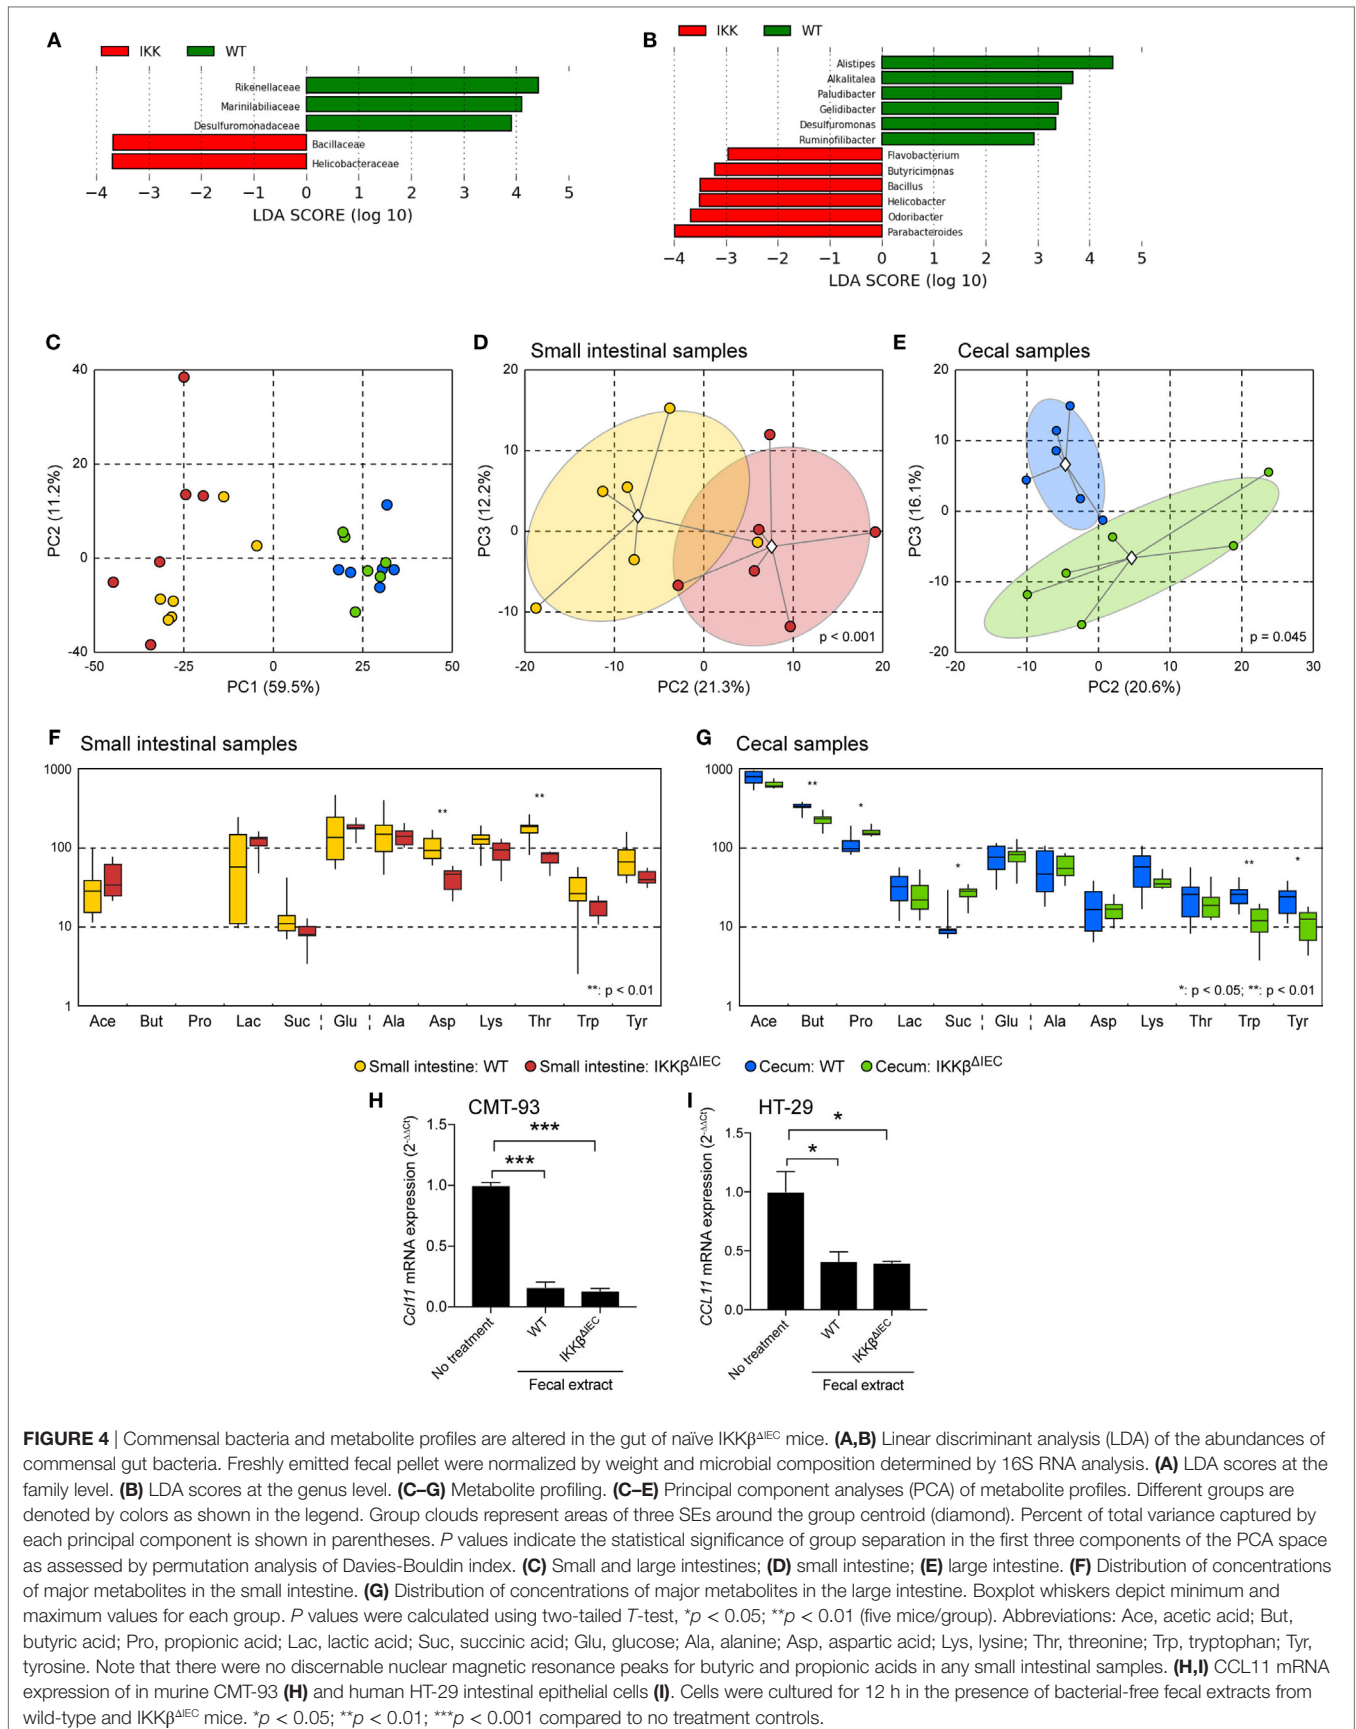 A
IKK WT
Rikenellaceae
Marinilabiliaceae
Desulfuromonadaceae
Bacillaceae
Helicobacteraceae
−4 −3 −2 −1 0 1 2 3 4 5
LDA SCORE (log 10)
B
IKK WT
Alistipes
Alkalitalea
Paludibacter
Gelidibacter
Desulfuromonas
Ruminofilibacter
Flavobacterium
Butyricimonas
Bacillus
Helicobacter
Odoribacter
Parabacteroides
−4 −3 −2 −1 0 1 2 3 4 5
LDA SCORE (log 10)
C
PC2 (11.2%)
40
20
0
-20
-40
-50 -25 0 25 50
PC1 (59.5%)
D Small intestinal samples
PC3 (12.2%)
20
10
0
-10
-20
p < 0.001
-20 -10 0 10 20
PC2 (21.3%)
E Cecal samples
PC3 (16.1%)
20
10
0
-10
-20
p = 0.045
-20 -10 0 10 20 30
PC2 (20.6%)
F Small intestinal samples
1000
100
10
1
** **
**: p < 0.01
Ace But Pro Lac Suc ¦ Glu ¦ Ala Asp Lys Thr Trp Tyr
G Cecal samples
1000
100
10
1
** * * ** *
*: p < 0.05; **: p < 0.01
Ace But Pro Lac Suc ¦ Glu ¦ Ala Asp Lys Thr Trp Tyr
Small intestine: WT Small intestine: IKKβΔIEC Cecum: WT Cecum: IKKβΔIEC
H CMT-93
Ccl11 mRNA expression (2-ΔΔCt)
1.5
1.0
0.5
0.0
***
***
No treatment
WT
IKKβΔIEC
Fecal extract
I HT-29
CCL11 mRNA expression (2-ΔΔCt)
1.5
1.0
0.5
0.0
*
*
No treatment
WT
IKKβΔIEC
Fecal extract
FIGURE 4 | Commensal bacteria and metabolite profiles are altered in the gut of naïve IKKβΔIEC mice. (A,B) Linear discriminant analysis (LDA) of the abundances of
commensal gut bacteria. Freshly emitted fecal pellet were normalized by weight and microbial composition determined by 16S RNA analysis. (A) LDA scores at the
family level. (B) LDA scores at the genus level. (C–G) Metabolite profiling. (C–E) Principal component analyses (PCA) of metabolite profiles. Different groups are
denoted by colors as shown in the legend. Group clouds represent areas of three SEs around the group centroid (diamond). Percent of total variance captured by
each principal component is shown in parentheses. P values indicate the statistical significance of group separation in the first three components of the PCA space
as assessed by permutation analysis of Davies-Bouldin index. (C) Small and large intestines; (D) small intestine; (E) large intestine. (F) Distribution of concentrations
of major metabolites in the small intestine. (G) Distribution of concentrations of major metabolites in the large intestine. Boxplot whiskers depict minimum and
maximum values for each group. P values were calculated using two-tailed T-test, *p < 0.05; **p < 0.01 (five mice/group). Abbreviations: Ace, acetic acid; But,
butyric acid; Pro, propionic acid; Lac, lactic acid; Suc, succinic acid; Glu, glucose; Ala, alanine; Asp, aspartic acid; Lys, lysine; Thr, threonine; Trp, tryptophan; Tyr,
tyrosine. Note that there were no discernable nuclear magnetic resonance peaks for butyric and propionic acids in any small intestinal samples. (H,I) CCL11 mRNA
expression of in murine CMT-93 (H) and human HT-29 intestinal epithelial cells (I). Cells were cultured for 12 h in the presence of bacterial-free fecal extracts from
wild-type and IKKβΔIEC mice. *p < 0.05; **p < 0.01; ***p < 0.001 compared to no treatment controls.